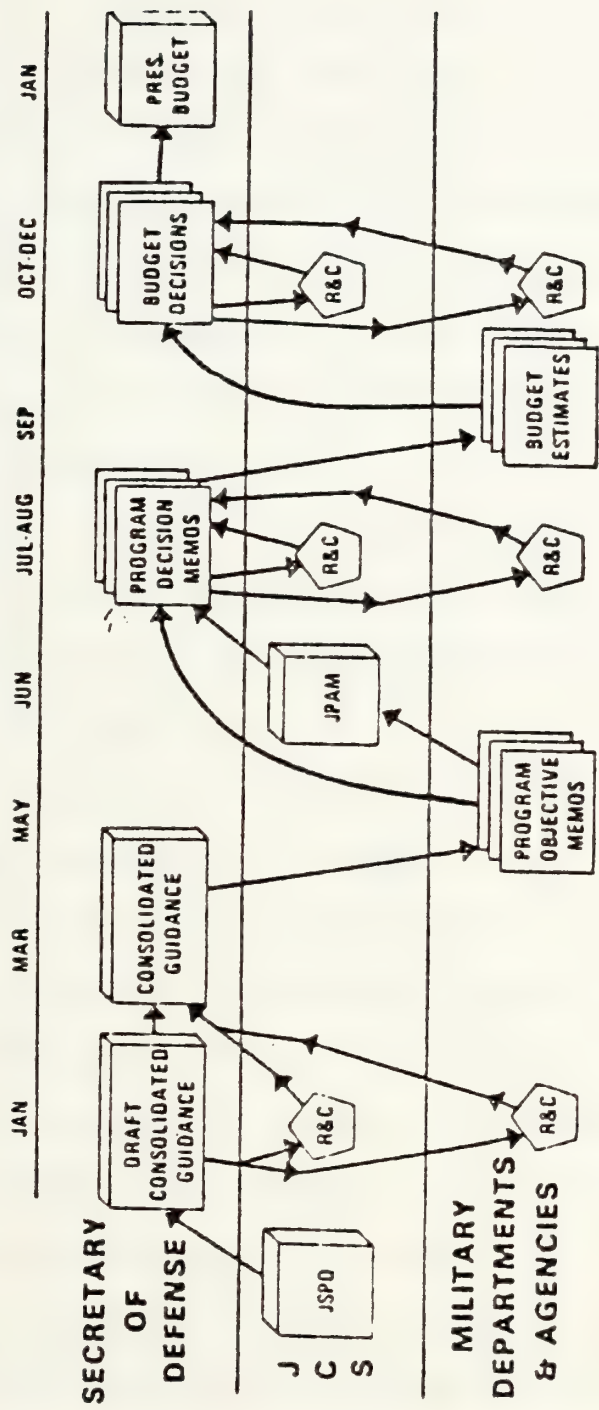 JAN
MAR
MAY
JUN
JUL-AUG
SEP
OCT-DEC
JAN
SECRETARY
OF
DEFENSE
DRAFT
CONSOLIDATED
GUIDANCE
CONSOLIDATED
GUIDANCE
PROGRAM
DECISION
MEMOS
BUDGET
DECISIONS
PRES.
BUDGET
J
C
S
JSPD
R&C
JPAM
R&C
R&C
MILITARY
DEPARTMENTS
& AGENCIES
R&C
PROGRAM
OBJECTIVE
MEMOS
R&C
BUDGET
ESTIMATES
R&C